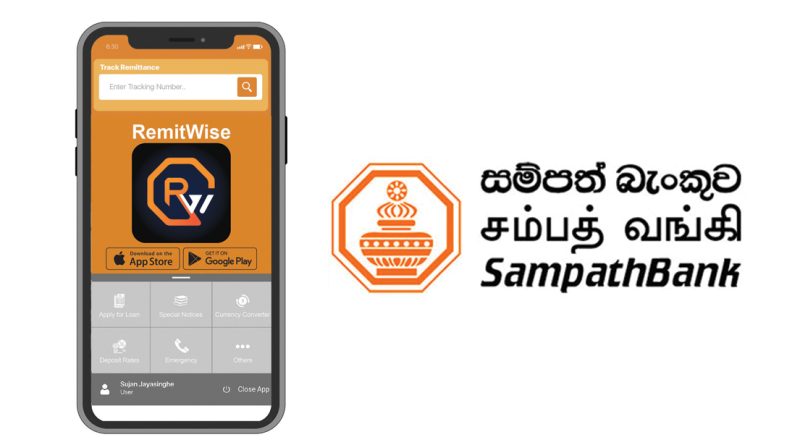 6.30
Track Remittance
Enter Tracking Number..
RemitWise
RW
Download on the
App Store
GET IT ON
Google Play
Apply for Loan
Special Notices
Currency Converter
Deposit Rates
Emergency
Others
Sujan Jayasinghe
User
Close App
සම්පත් බැංකුව
சம்பத் வங்கி
SampathBank